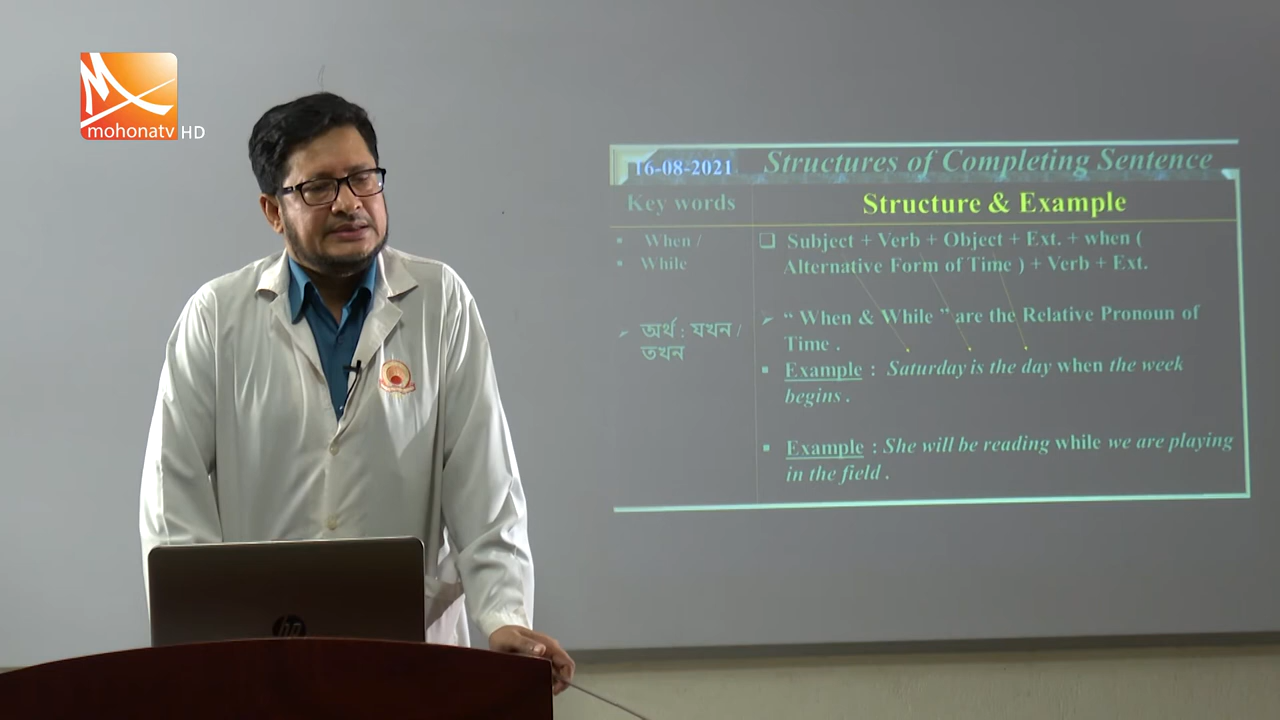 mohonatv HD
16-08-2021 Structures of Completing Sentence
Key words
Structure & Example
When /
While
অর্থ : যখন /
তখন
Subject + Verb + Object + Ext. + when (
Alternative Form of Time ) + Verb + Ext.
“ When & While ” are the Relative Pronoun of
Time .
Example : Saturday is the day when the week
begins .
Example : She will be reading while we are playing
in the field .
hp